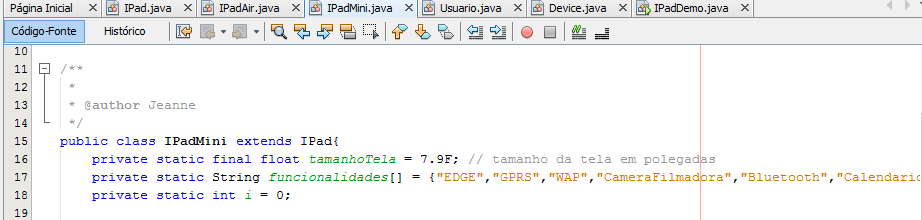 Página Inicial IPad.java IPadAir.java IPadMini.java Usuario.java Device.java IPadDemo.java
Código-Fonte Histórico
10
11 /**
12 *
13 * @author Jeanne
14 */
15 public class IPadMini extends IPad{
16 private static final float tamanhoTela = 7.9F; // tamanho da tela em polegadas
17 private static String funcionalidades[] = {"EDGE","GPRS","WAP","CameraFilmadora","Bluetooth","Calendario
18 private static int i = 0;
19